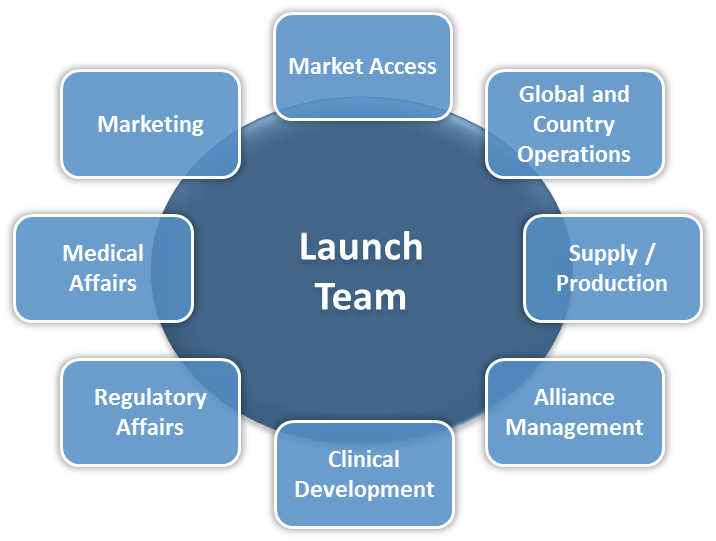 Market Access
Marketing
Global and
Country
Operations
Launch
Team
Medical
Affairs
Supply /
Production
Regulatory
Affairs
Alliance
Management
Clinical
Development